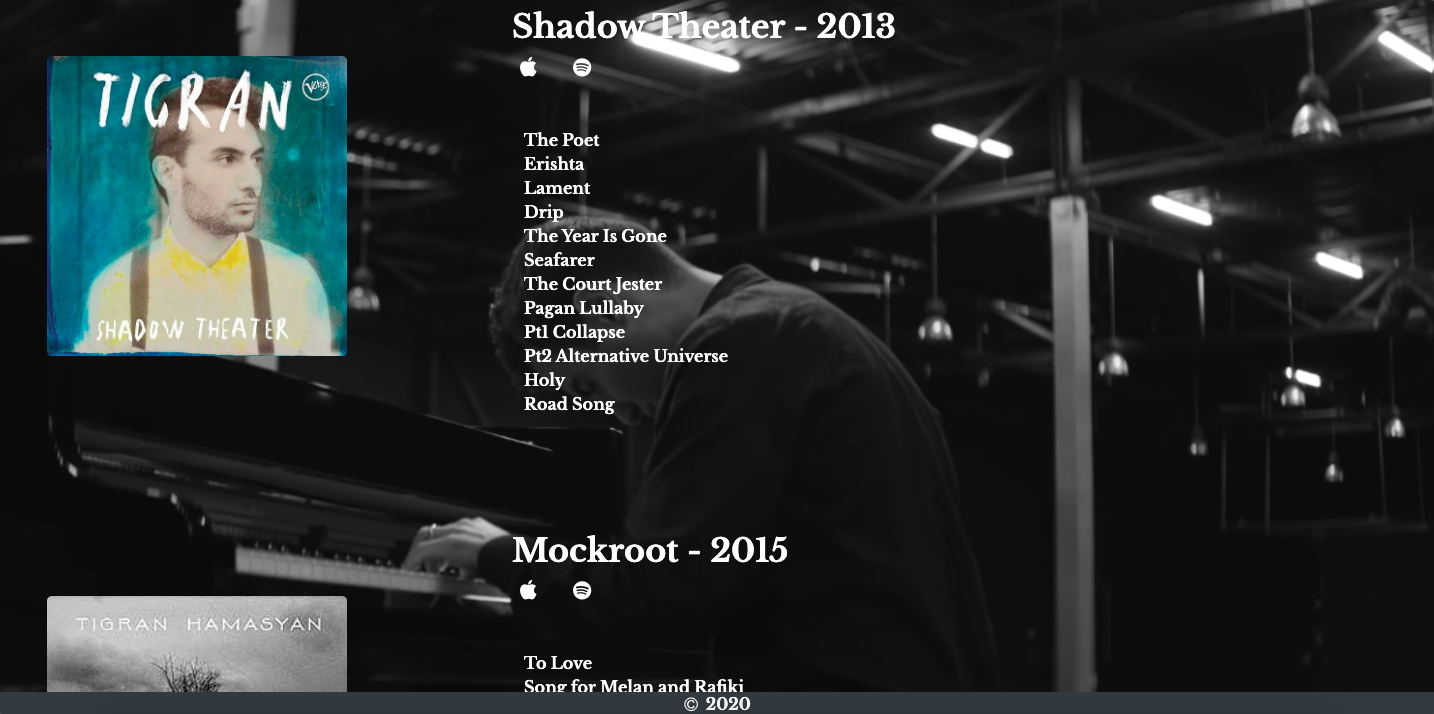 Shadow Theater - 2013
TIGRAN
Verve
SHADOW THEATER
The Poet
Erishta
Lament
Drip
The Year Is Gone
Seafarer
The Court Jester
Pagan Lullaby
Pt1 Collapse
Pt2 Alternative Universe
Holy
Road Song
Mockroot - 2015
TIGRAN HAMASYAN
To Love
Song for Melan and Rafiki
© 2020